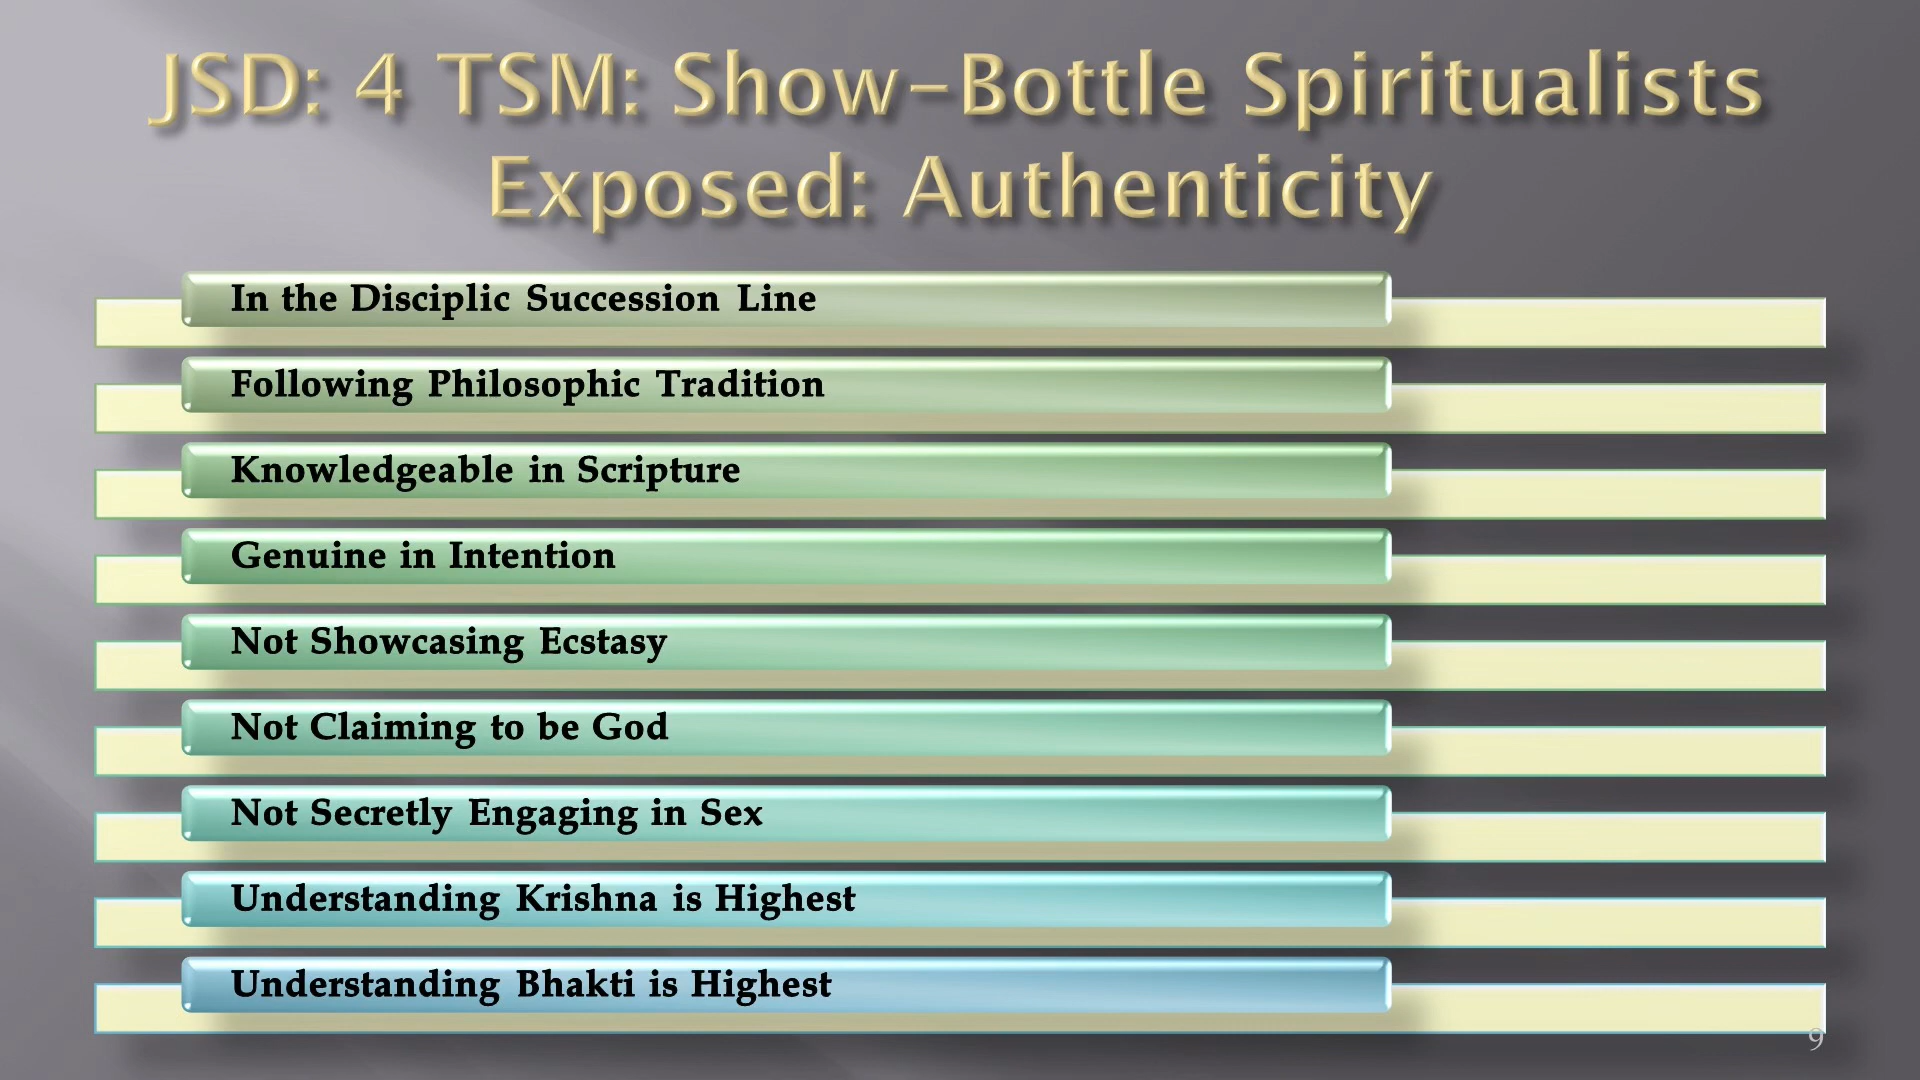 JSD: 4 TSM: Show-Bottle Spiritualists
Exposed: Authenticity
In the Disciplic Succession Line
Following Philosophic Tradition
Knowledgeable in Scripture
Genuine in Intention
Not Showcasing Ecstasy
Not Claiming to be God
Not Secretly Engaging in Sex
Understanding Krishna is Highest
Understanding Bhakti is Highest
9